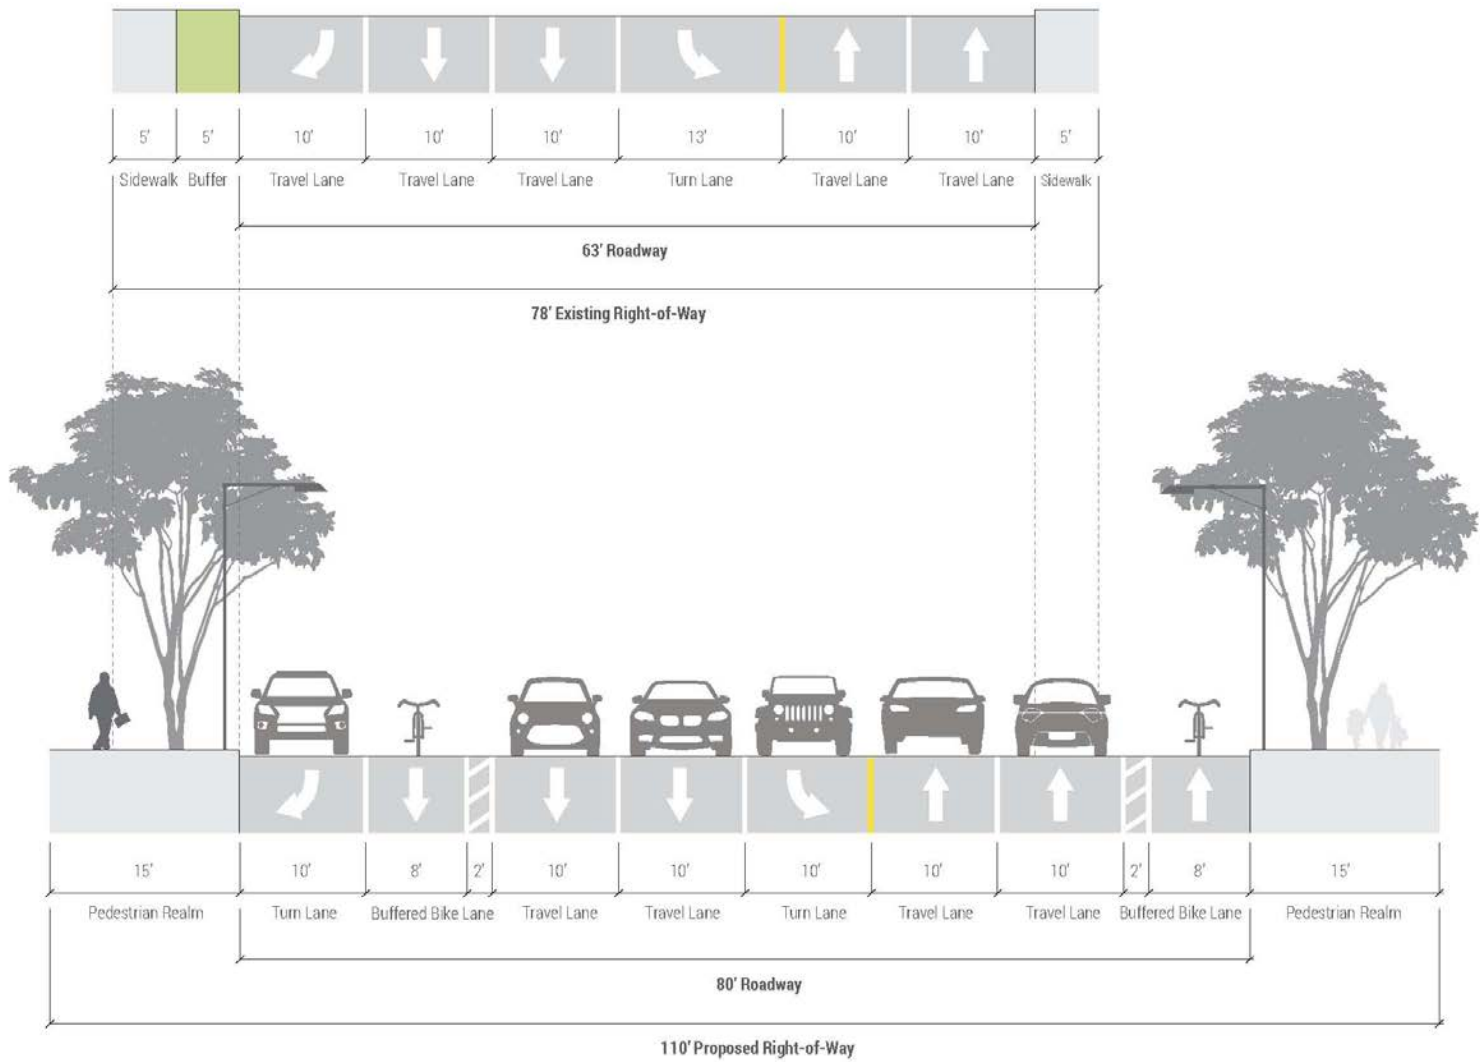 5' 5' 10' 10' 10' 13' 10' 10' 5'
Sidewalk Buffer Travel Lane Travel Lane Travel Lane Turn Lane Travel Lane Travel Lane Sidewalk
63' Roadway
78' Existing Right-of-Way
15' 10' 8' 2' 10' 10' 10' 10' 10' 2' 8' 15'
Pedestrian Realm Turn Lane Buffered Bike Lane Travel Lane Travel Lane Turn Lane Travel Lane Travel Lane Buffered Bike Lane Pedestrian Realm
80' Roadway
110' Proposed Right-of-Way